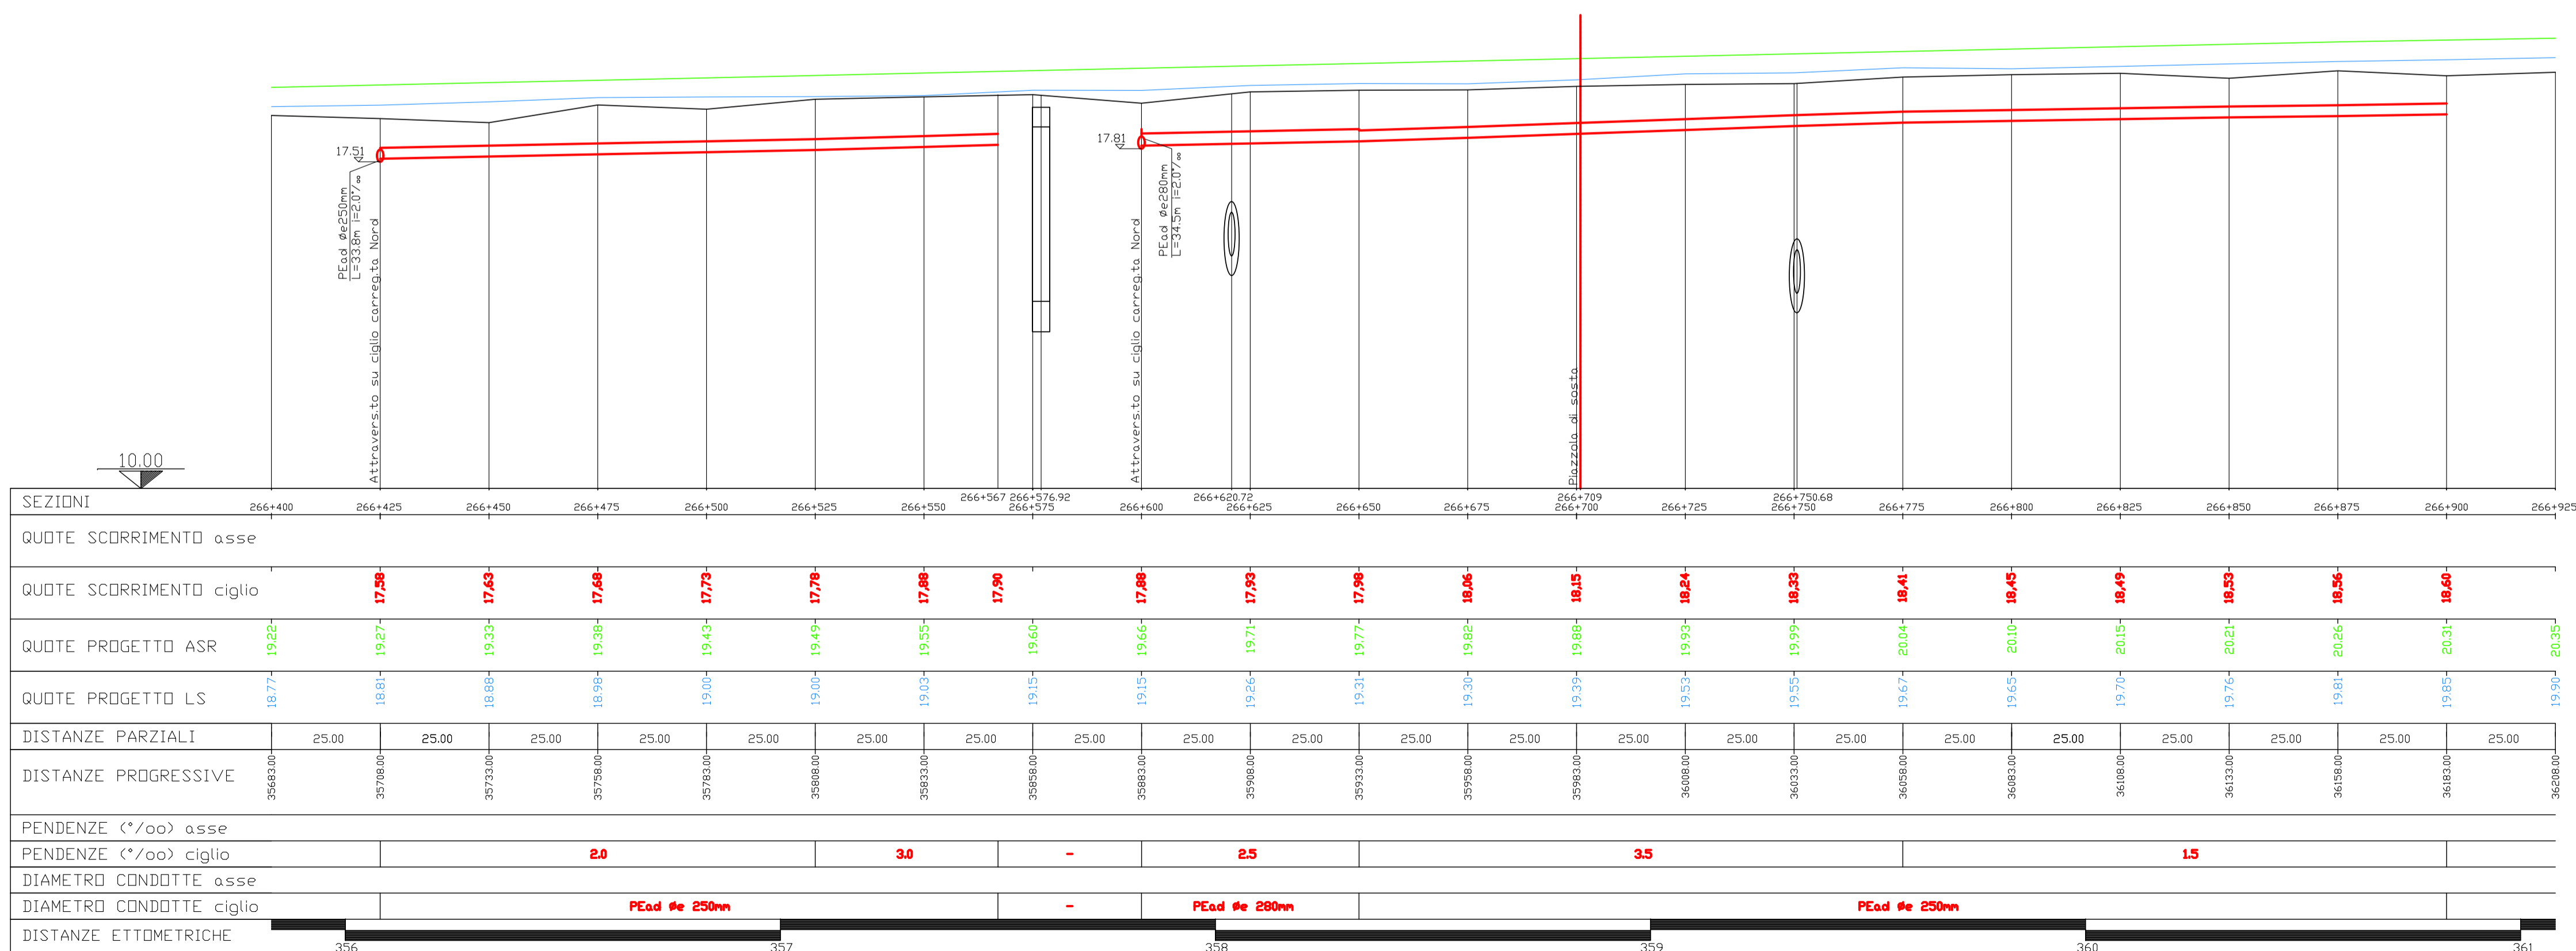 17.51
PEad Øe250mm
L=33.8m i=2.0°/∞
Attravers.to su ciglio carreg.ta Nord
17.81
PEad Øe280mm
L=34.5m i=2.0°/∞
Attravers.to su ciglio carreg.ta Nord
Piazzola di sosta
10.00
SEZIONI
266+567 266+576.92 266+620.72 266+709 266+750.68
266+400 266+425 266+450 266+475 266+500 266+525 266+550 266+575 266+600 266+625 266+650 266+675 266+700 266+725 266+750 266+775 266+800 266+825 266+850 266+875 266+900 266+925
QUOTE SCORRIMENTO asse
QUOTE SCORRIMENTO ciglio 17,58 17,63 17,68 17,73 17,78 17,88 17,90 17,88 17,93 17,98 18,06 18,15 18,24 18,33 18,41 18,45 18,49 18,53 18,56 18,60
QUOTE PROGETTO ASR 19.22 19.27 19.33 19.38 19.43 19.49 19.55 19.60 19.66 19.71 19.77 19.82 19.88 19.93 19.99 20.04 20.10 20.15 20.21 20.26 20.31 20.35
QUOTE PROGETTO LS 18.77 18.81 18.88 18.98 19.00 19.00 19.03 19.15 19.15 19.26 19.31 19.30 19.39 19.53 19.55 19.67 19.65 19.70 19.76 19.81 19.85 19.90
DISTANZE PARZIALI 25.00 25.00 25.00 25.00 25.00 25.00 25.00 25.00 25.00 25.00 25.00 25.00 25.00 25.00 25.00 25.00 25.00 25.00 25.00 25.00 25.00
DISTANZE PROGRESSIVE 35683.00 35708.00 35733.00 35758.00 35783.00 35808.00 35833.00 35858.00 35883.00 35908.00 35933.00 35958.00 35983.00 36008.00 36033.00 36058.00 36083.00 36108.00 36133.00 36158.00 36183.00 36208.00
PENDENZE (°/oo) asse
PENDENZE (°/oo) ciglio 2.0 3.0 - 2.5 3.5 1.5
DIAMETRO CONDOTTE asse
DIAMETRO CONDOTTE ciglio PEad Øe 250mm - PEad Øe 280mm PEad Øe 250mm
DISTANZE ETTOMETRICHE
356 357 358 359 360 361